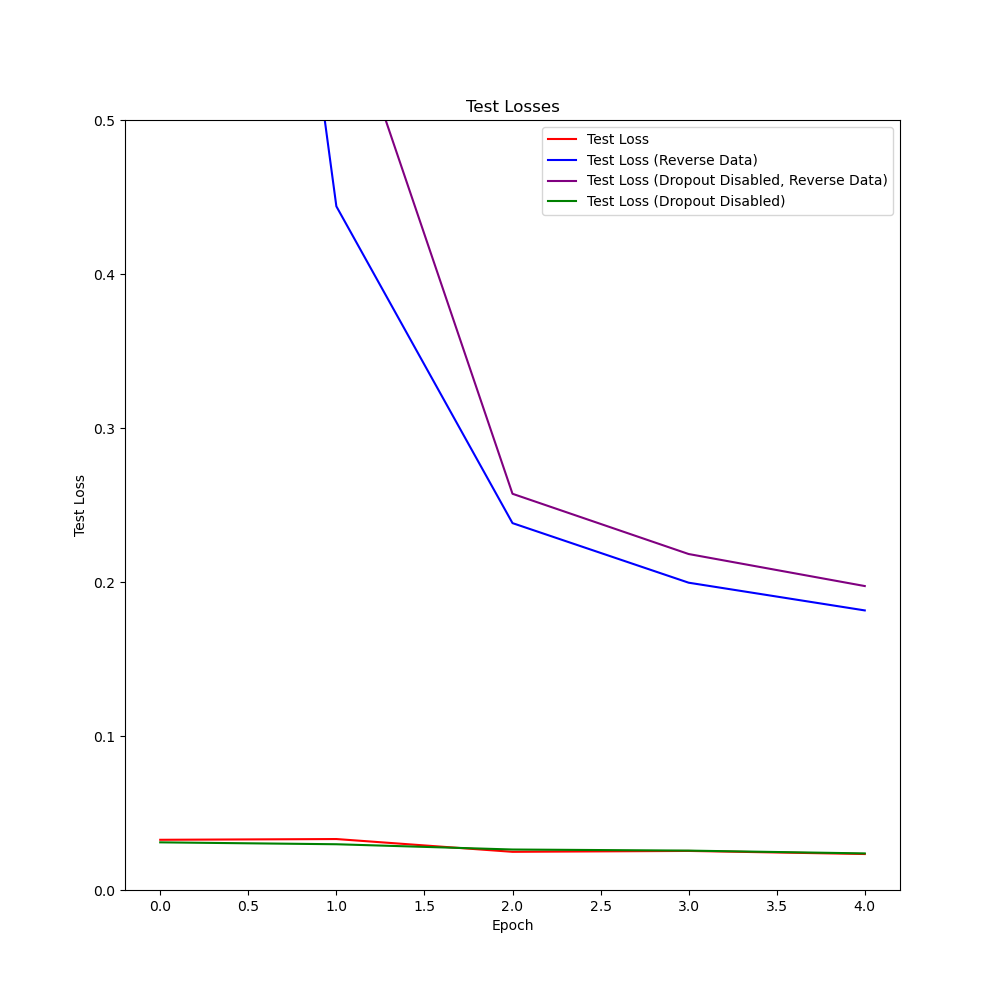 Test Losses
0.5
0.4
0.3
0.2
0.1
0.0
Test Loss
Test Loss
Test Loss (Reverse Data)
Test Loss (Dropout Disabled, Reverse Data)
Test Loss (Dropout Disabled)
0.0 0.5 1.0 1.5 2.0 2.5 3.0 3.5 4.0
Epoch